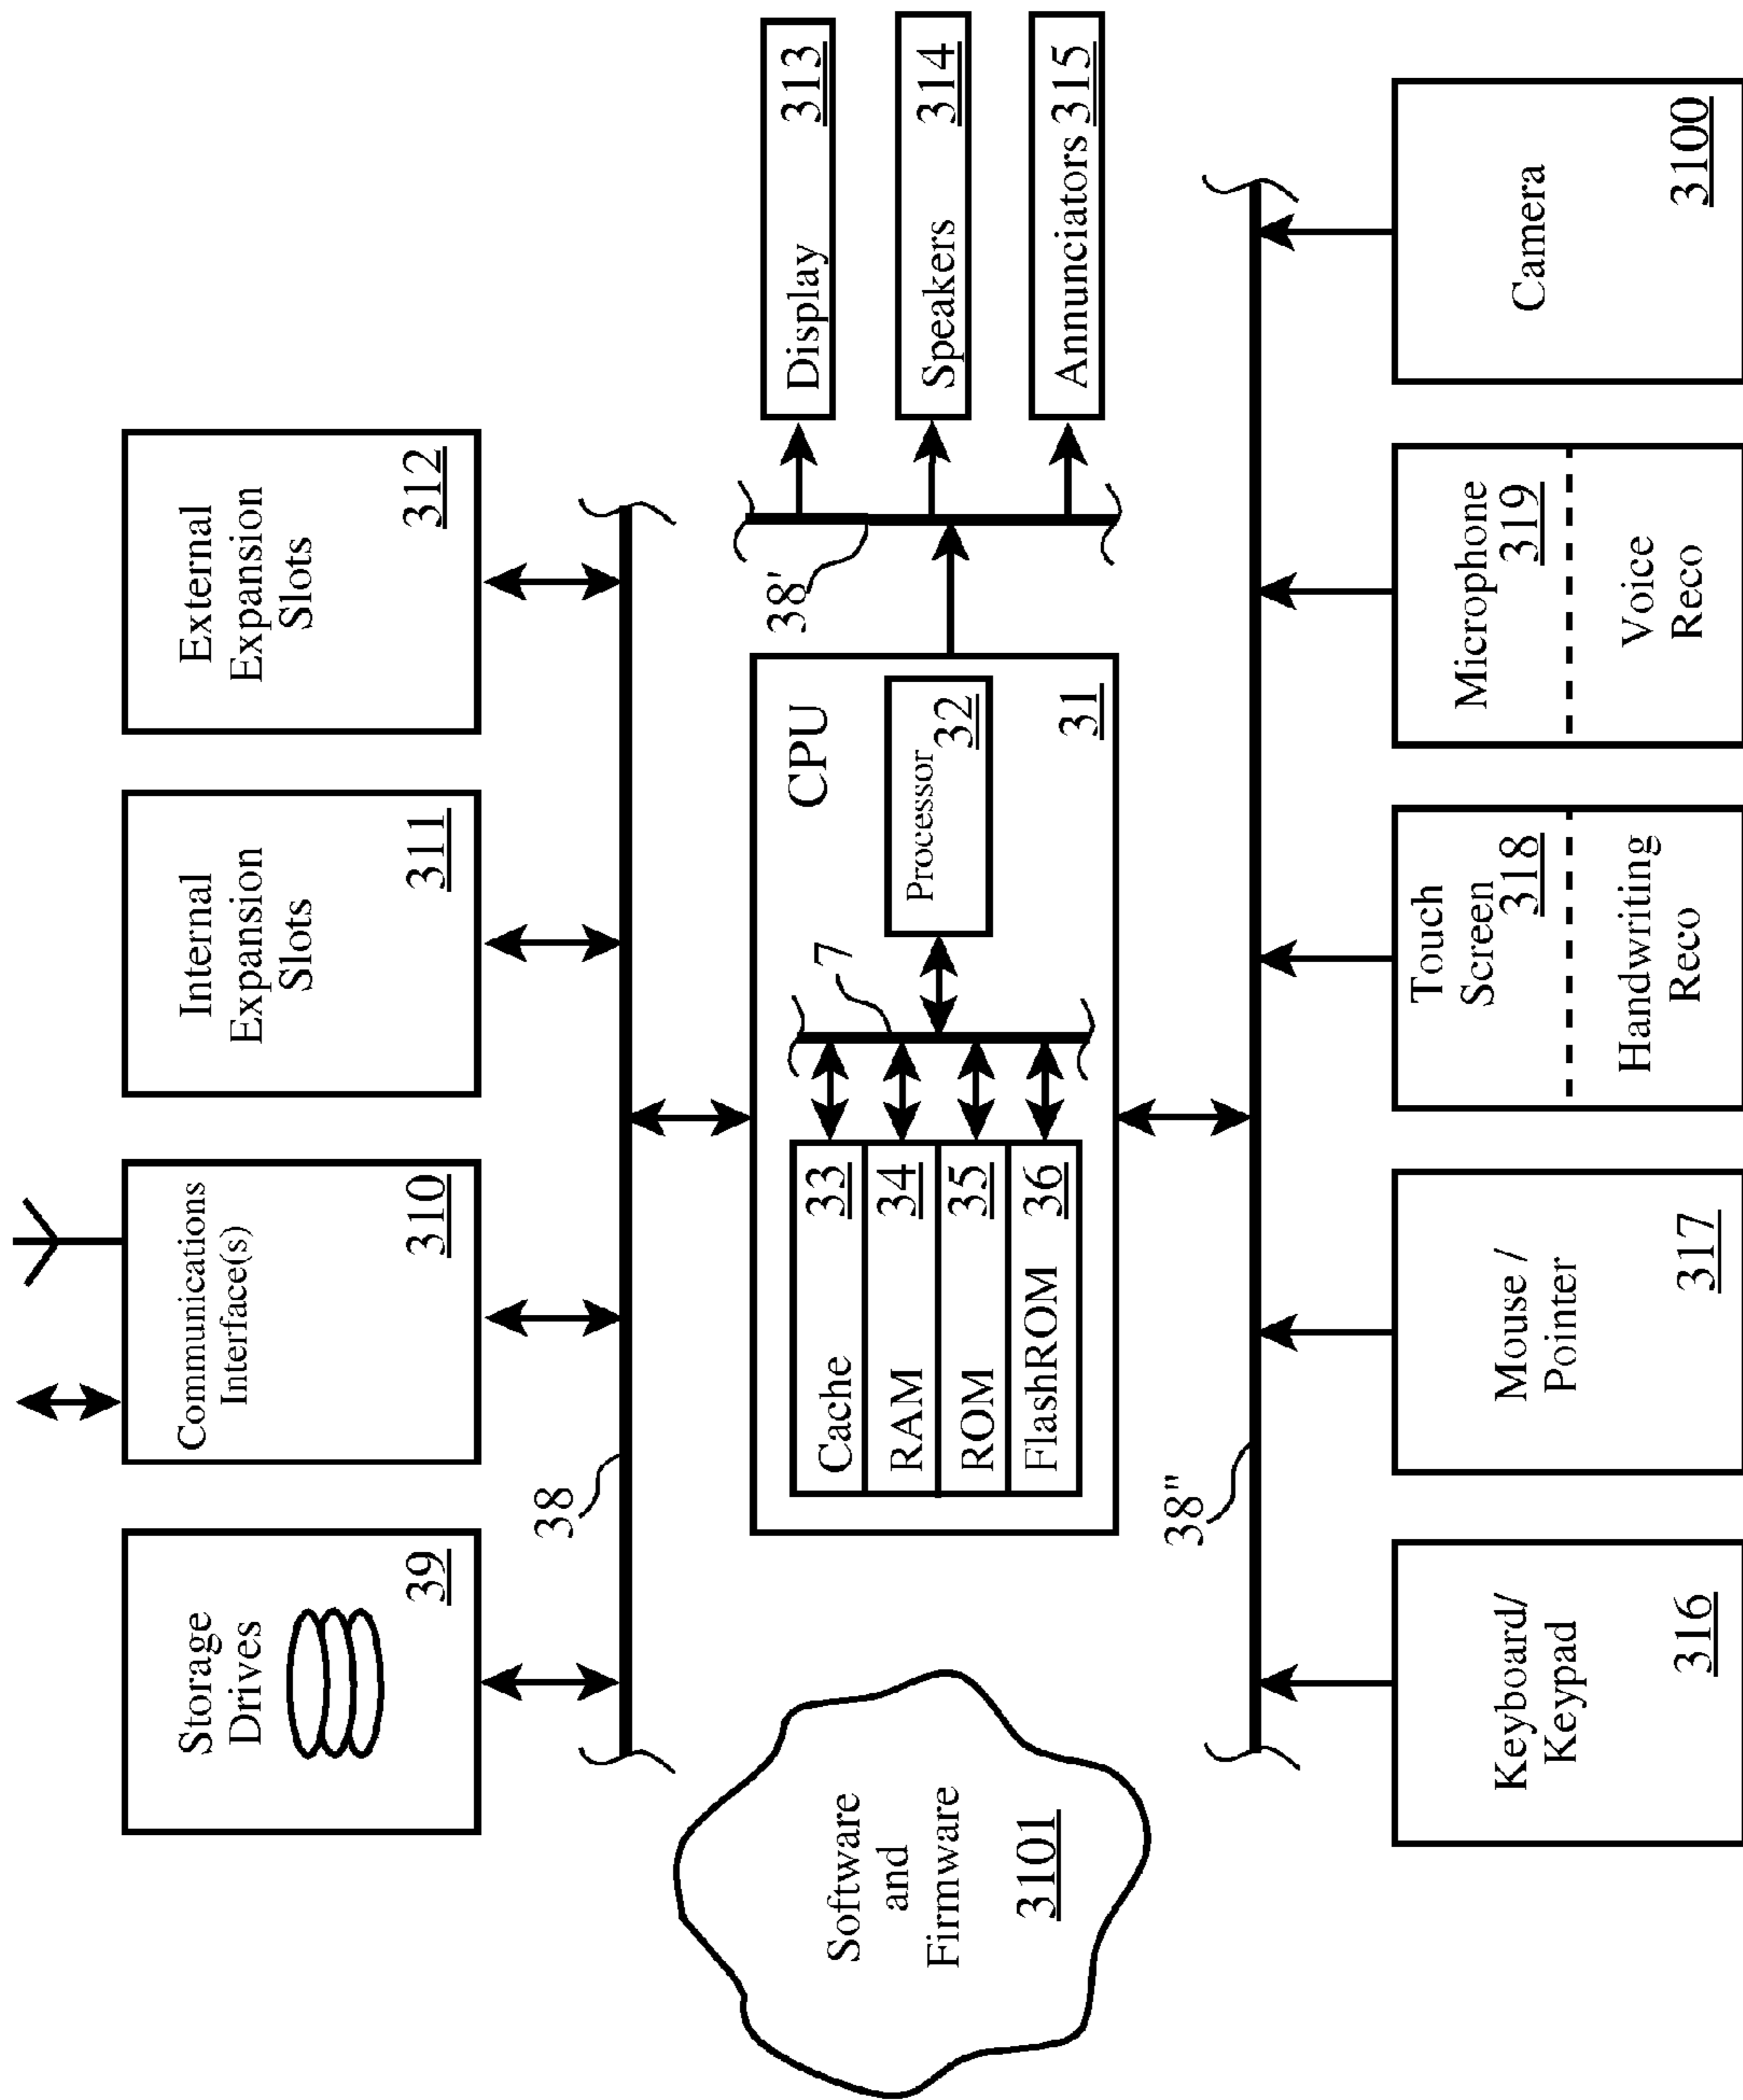 Storage
Drives
39
Communications
Interface(s)
310
Internal
Expansion
Slots
311
External
Expansion
Slots
312
38
Software
and
Firmware
3101
CPU
Cache 33
RAM 34
ROM 35
FlashROM 36
7
Processor
32
31
38'
Display 313
Speakers 314
Annunciators 315
38"
Keyboard/
Keypad
316
Mouse /
Pointer
317
Touch
Screen
318
Handwriting
Reco
Microphone
319
Voice
Reco
Camera
3100